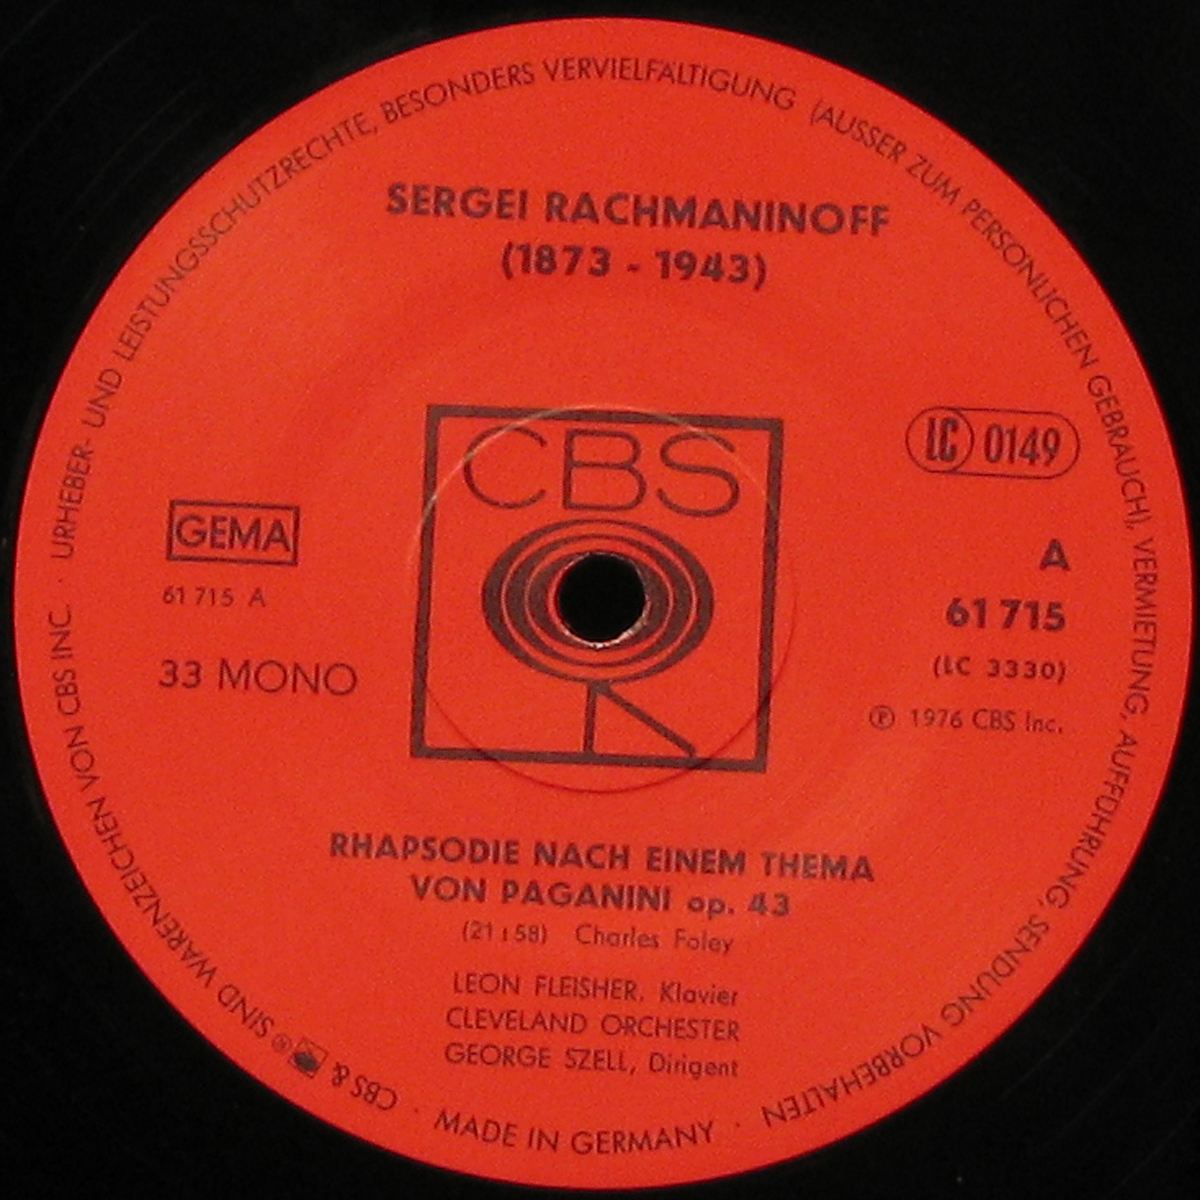 URHEBER- UND LEISTUNGSSCHUTZRECHTE, BESONDERS VERVIELFÄLTIGUNG (AUSSER ZUM PERSÖNLICHEN GEBRAUCH), VERMIETUNG, AUFFÜHRUNG, SENDUNG VORBEHALTEN ·
SERGEI RACHMANINOFF
(1873 - 1943)
CBS
LC 0149
GEMA
61 715 A
33 MONO
A
61 715
(LC 3330)
℗ 1976 CBS Inc.
RHAPSODIE NACH EINEM THEMA
VON PAGANINI op. 43
(21:58) Charles Foley
LEON FLEISHER, Klavier
CLEVELAND ORCHESTER
GEORGE SZELL, Dirigent
MADE IN GERMANY ·
CBS & ® SIND WARENZEICHEN VON CBS INC. ·